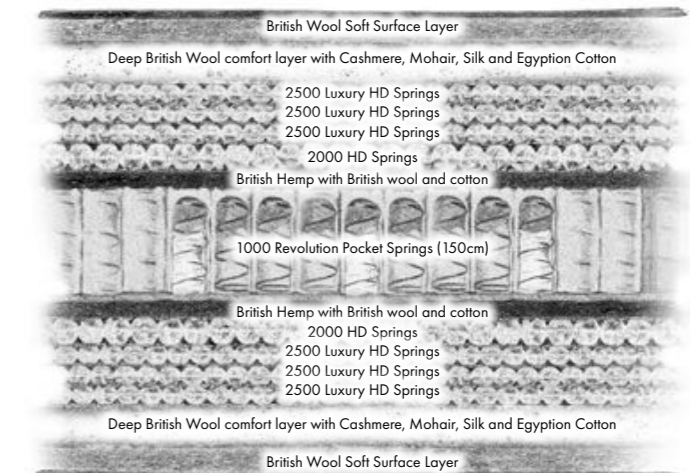 British Wool Soft Surface Layer
Deep British Wool comfort layer with Cashmere, Mohair, Silk and Egyption Cotton
2500 Luxury HD Springs
2500 Luxury HD Springs
2500 Luxury HD Springs
2000 HD Springs
British Hemp with British wool and cotton
1000 Revolution Pocket Springs (150cm)
British Hemp with British wool and cotton
2000 HD Springs
2500 Luxury HD Springs
2500 Luxury HD Springs
2500 Luxury HD Springs
Deep British Wool comfort layer with Cashmere, Mohair, Silk and Egyption Cotton
British Wool Soft Surface Layer